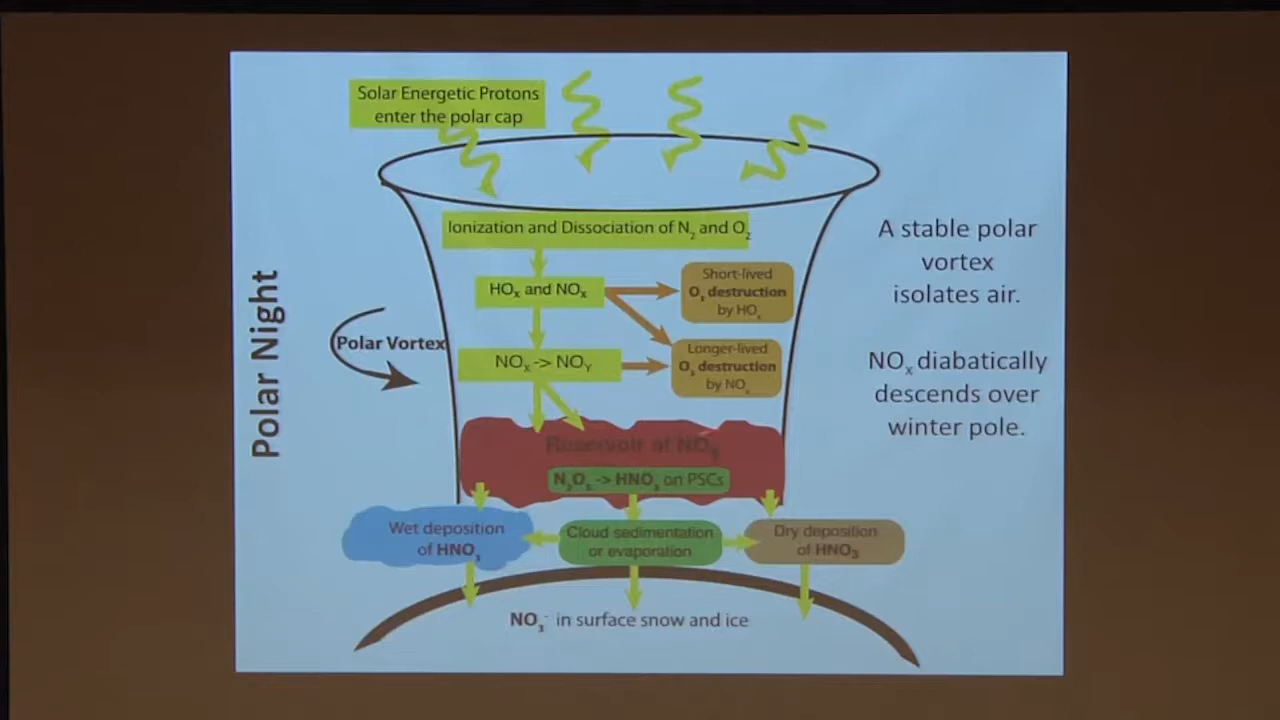 Solar Energetic Protons
enter the polar cap
Ionization and Dissociation of N₂ and O₂
HOₓ and NOₓ
Short-lived
O₃ destruction
by HOₓ
Polar Vortex
NOₓ -> NOY
Longer-lived
O₃ destruction
by NOₓ
Reservoir of NOY
N₂O₅ -> HNO₃ on PSCs
Wet deposition
of HNO₃
Cloud sedimentation
or evaporation
Dry deposition
of HNO₃
NO₃⁻ in surface snow and ice
Polar Night
A stable polar
vortex
isolates air.
NOₓ diabatically
descends over
winter pole.